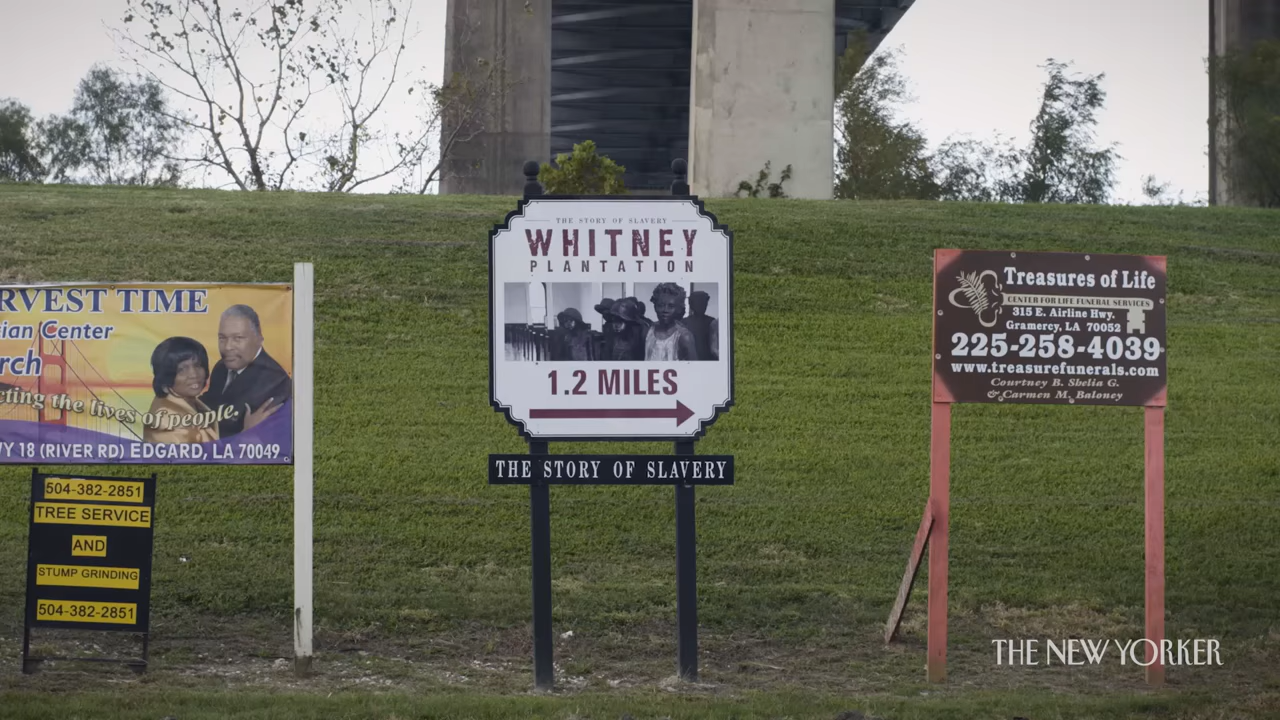 RVEST TIME
ian Center
rch
cting the lives of people.
WY 18 (RIVER RD) EDGARD, LA 70049
504-382-2851
TREE SERVICE
AND
STUMP GRINDING
504-382-2851
THE STORY OF SLAVERY
WHITNEY
PLANTATION
1.2 MILES
THE STORY OF SLAVERY
Treasures of Life
CENTER FOR LIFE FUNERAL SERVICES
315 E. Airline Hwy.
Gramercy, LA 70052
225-258-4039
www.treasurefunerals.com
Courtney B. Shelia G.
& Carmen M. Baloney
THE NEW YORKER